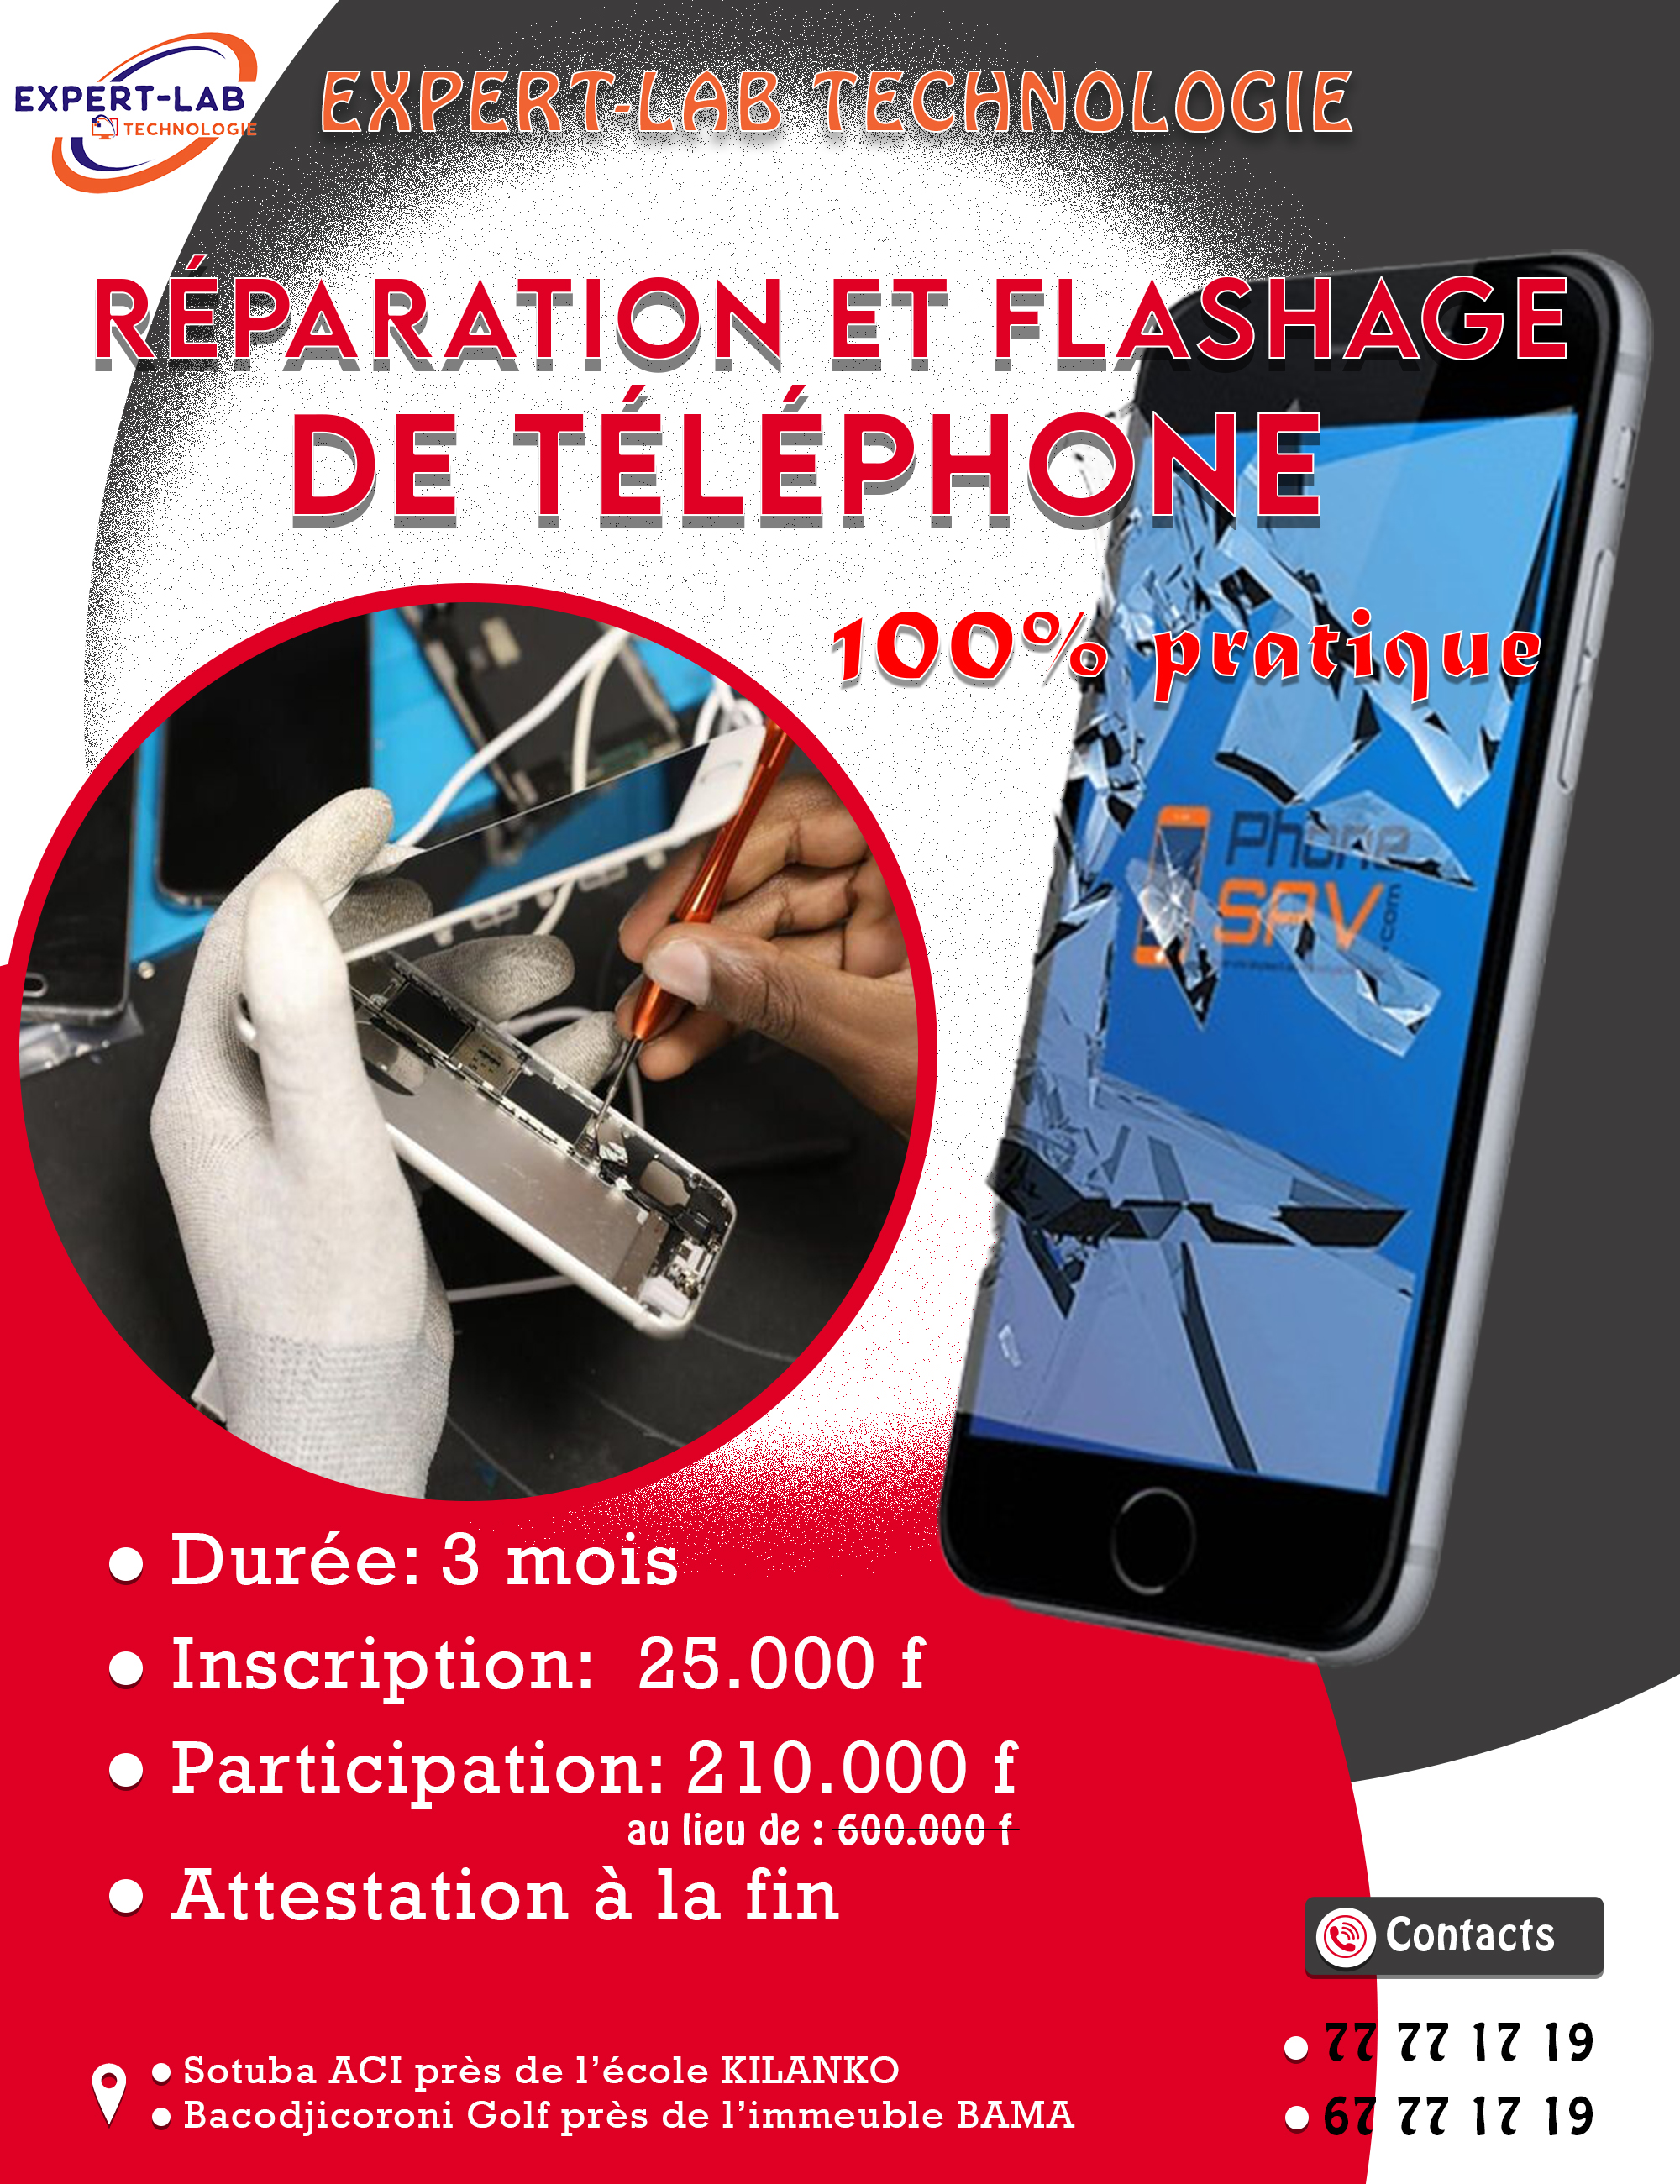 EXPERT-LAB
TECHNOLOGIE
EXPERT-LAB TECHNOLOGIE
RÉPARATION ET FLASHAGE
DE TÉLÉPHONE
100% pratique
Phone
SAV
.com
• Durée: 3 mois
• Inscription: 25.000 f
• Participation: 210.000 f
au lieu de : 600.000 f
• Attestation à la fin
Contacts
• 77 77 17 19
• 67 77 17 19
• Sotuba ACI près de l'école KILANKO
• Bacodjicoroni Golf près de l'immeuble BAMA